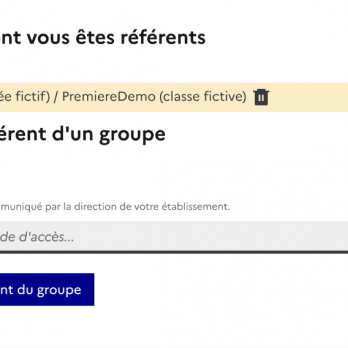 nt vous êtes référents
ée fictif) / PremiereDemo (classe fictive)
érent d'un groupe
muniqué par la direction de votre établissement.
de d'accès...
nt du groupe